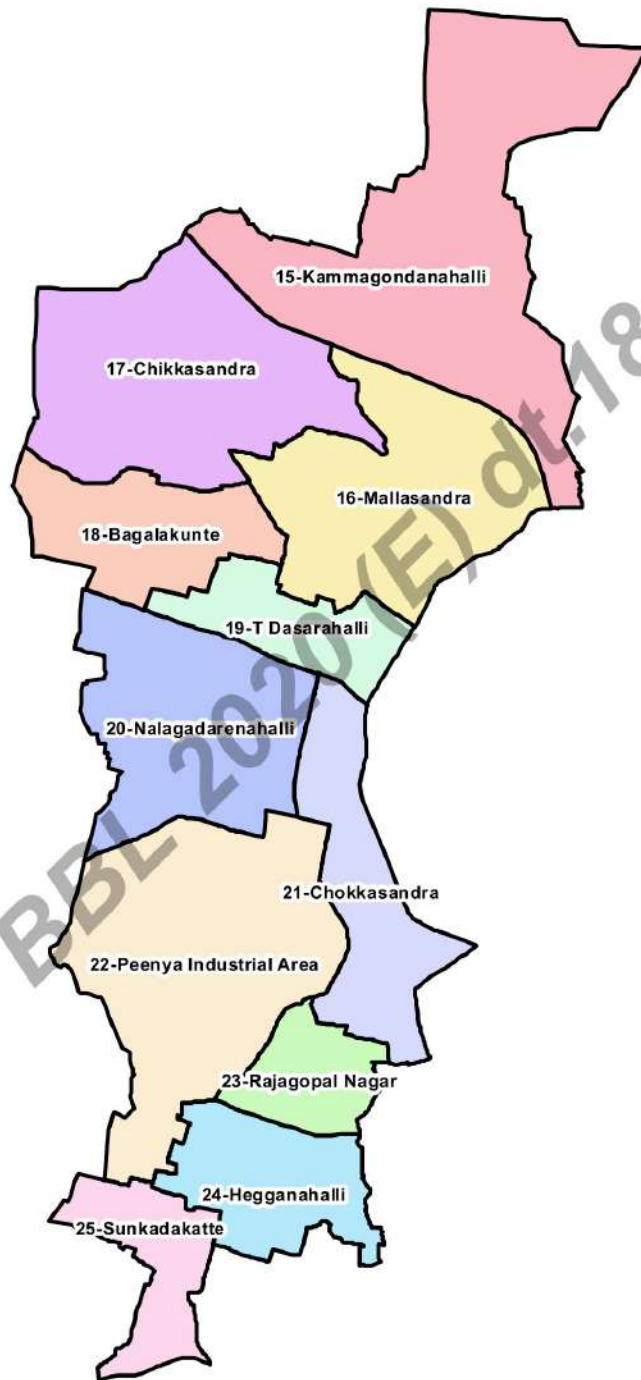 15-Kammagondanahalli
17-Chikkasandra
16-Mallasandra
18-Bagalakunte
19-T Dasarahalli
20-Nalagadarenahalli
21-Chokkasandra
22-Peenya Industrial Area
23-Rajagopal Nagar
24-Hegganahalli
25-Sunkadakatte
BBL 2020 (E) dt.18